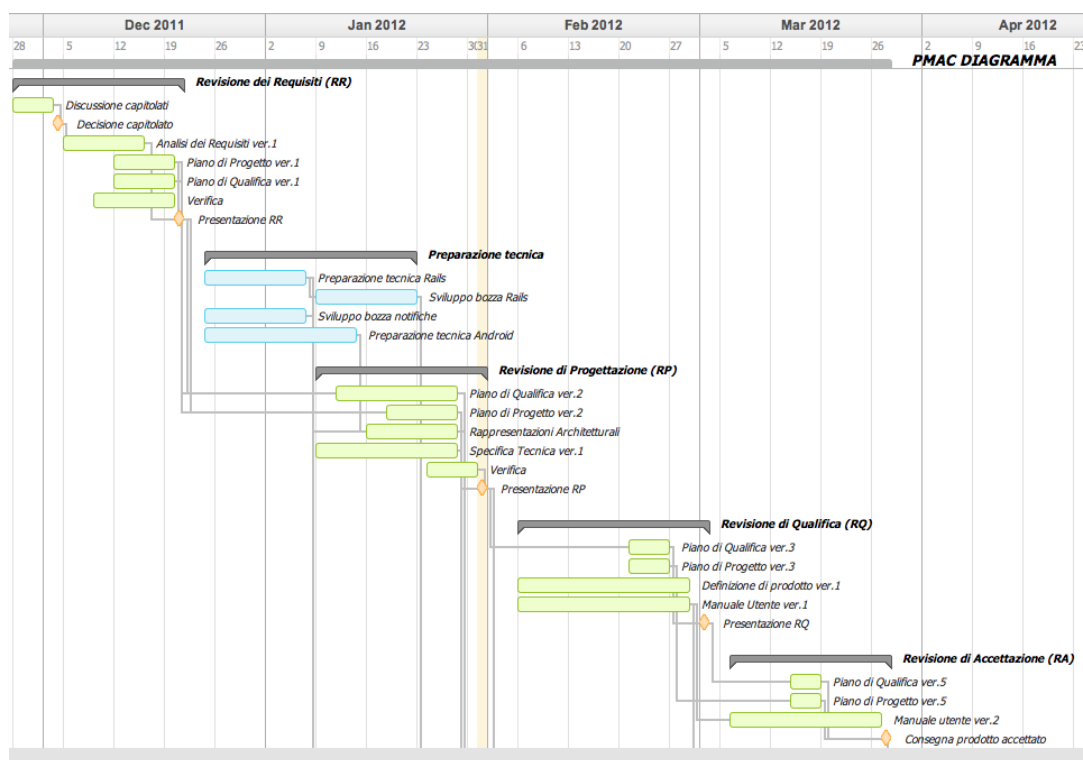 Dec 2011 Jan 2012 Feb 2012 Mar 2012 Apr 2012
28 5 12 19 26 2 9 16 23 30 31 6 13 20 27 5 12 19 26 2 9 16 23
PMAC DIAGRAMMA
Revisione dei Requisiti (RR)
Discussione capitolati
Decisione capitolato
Analisi dei Requisiti ver.1
Piano di Progetto ver.1
Piano di Qualifica ver.1
Verifica
Presentazione RR
Preparazione tecnica
Preparazione tecnica Rails
Sviluppo bozza Rails
Sviluppo bozza notifiche
Preparazione tecnica Android
Revisione di Progettazione (RP)
Piano di Qualifica ver.2
Piano di Progetto ver.2
Rappresentazioni Architetturali
Specifica Tecnica ver.1
Verifica
Presentazione RP
Revisione di Qualifica (RQ)
Piano di Qualifica ver.3
Piano di Progetto ver.3
Definizione di prodotto ver.1
Manuale Utente ver.1
Presentazione RQ
Revisione di Accettazione (RA)
Piano di Qualifica ver.5
Piano di Progetto ver.5
Manuale utente ver.2
Consegna prodotto accettato